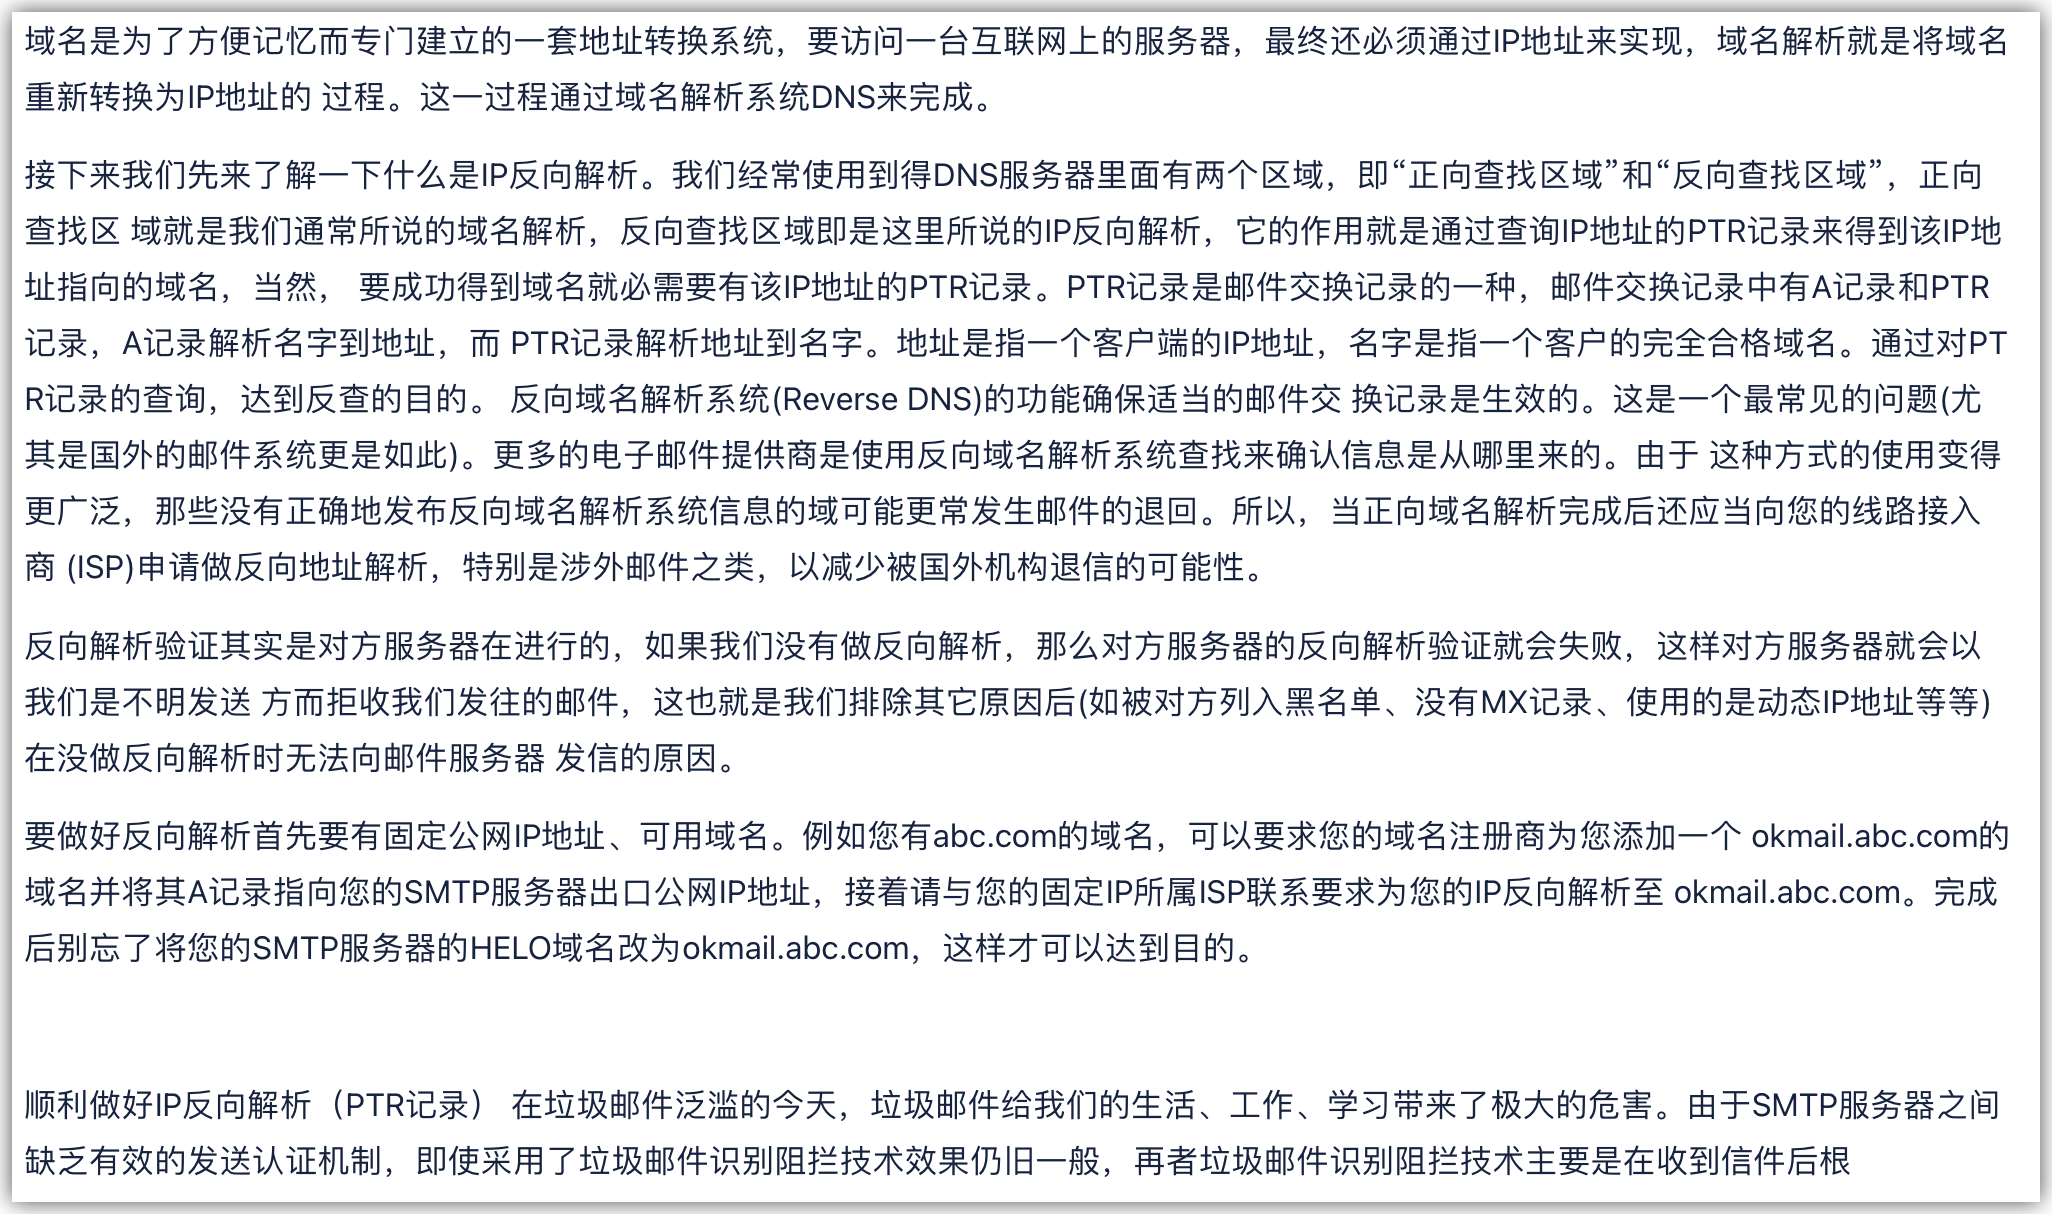 域名是为了方便记忆而专门建立的一套地址转换系统，要访问一台互联网上的服务器，最终还必须通过IP地址来实现，域名解析就是将域名
重新转换为IP地址的 过程。这一过程通过域名解析系统DNS来完成。
接下来我们先来了解一下什么是IP反向解析。我们经常使用到得DNS服务器里面有两个区域，即“正向查找区域”和“反向查找区域”，正向
查找区 域就是我们通常所说的域名解析，反向查找区域即是这里所说的IP反向解析，它的作用就是通过查询IP地址的PTR记录来得到该IP地
址指向的域名，当然， 要成功得到域名就必需要有该IP地址的PTR记录。PTR记录是邮件交换记录的一种，邮件交换记录中有A记录和PTR
记录，A记录解析名字到地址，而 PTR记录解析地址到名字。地址是指一个客户端的IP地址，名字是指一个客户的完全合格域名。通过对PT
R记录的查询，达到反查的目的。 反向域名解析系统(Reverse DNS)的功能确保适当的邮件交 换记录是生效的。这是一个最常见的问题(尤
其是国外的邮件系统更是如此)。更多的电子邮件提供商是使用反向域名解析系统查找来确认信息是从哪里来的。由于 这种方式的使用变得
更广泛，那些没有正确地发布反向域名解析系统信息的域可能更常发生邮件的退回。所以，当正向域名解析完成后还应当向您的线路接入
商 (ISP)申请做反向地址解析，特别是涉外邮件之类，以减少被国外机构退信的可能性。
反向解析验证其实是对方服务器在进行的，如果我们没有做反向解析，那么对方服务器的反向解析验证就会失败，这样对方服务器就会以
我们是不明发送 方而拒收我们发往的邮件，这也就是我们排除其它原因后(如被对方列入黑名单、没有MX记录、使用的是动态IP地址等等)
在没做反向解析时无法向邮件服务器 发信的原因。
要做好反向解析首先要有固定公网IP地址、可用域名。例如您有abc.com的域名，可以要求您的域名注册商为您添加一个 okmail.abc.com的
域名并将其A记录指向您的SMTP服务器出口公网IP地址，接着请与您的固定IP所属ISP联系要求为您的IP反向解析至 okmail.abc.com。完成
后别忘了将您的SMTP服务器的HELO域名改为okmail.abc.com，这样才可以达到目的。
顺利做好IP反向解析（PTR记录） 在垃圾邮件泛滥的今天，垃圾邮件给我们的生活、工作、学习带来了极大的危害。由于SMTP服务器之间
缺乏有效的发送认证机制，即使采用了垃圾邮件识别阻拦技术效果仍旧一般，再者垃圾邮件识别阻拦技术主要是在收到信件后根